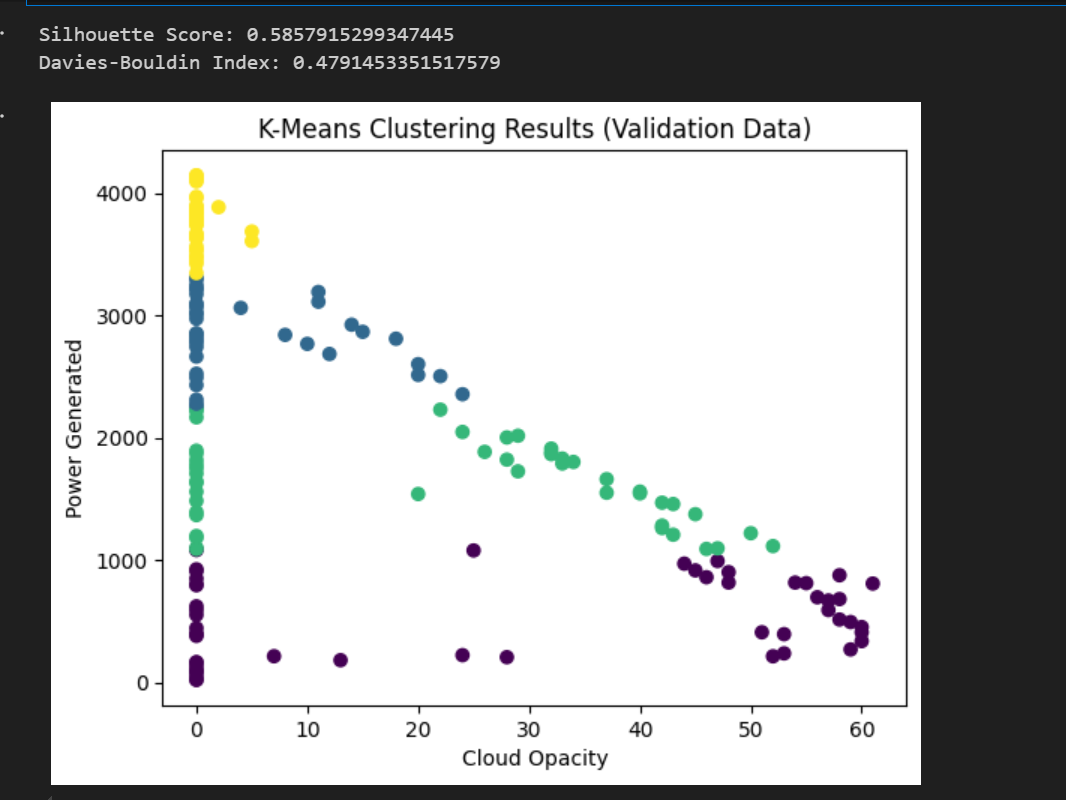 Silhouette Score: 0.5857915299347445
Davies-Bouldin Index: 0.4791453351517579
K-Means Clustering Results (Validation Data)
4000
3000
2000
1000
0
Power Generated
0 10 20 30 40 50 60
Cloud Opacity